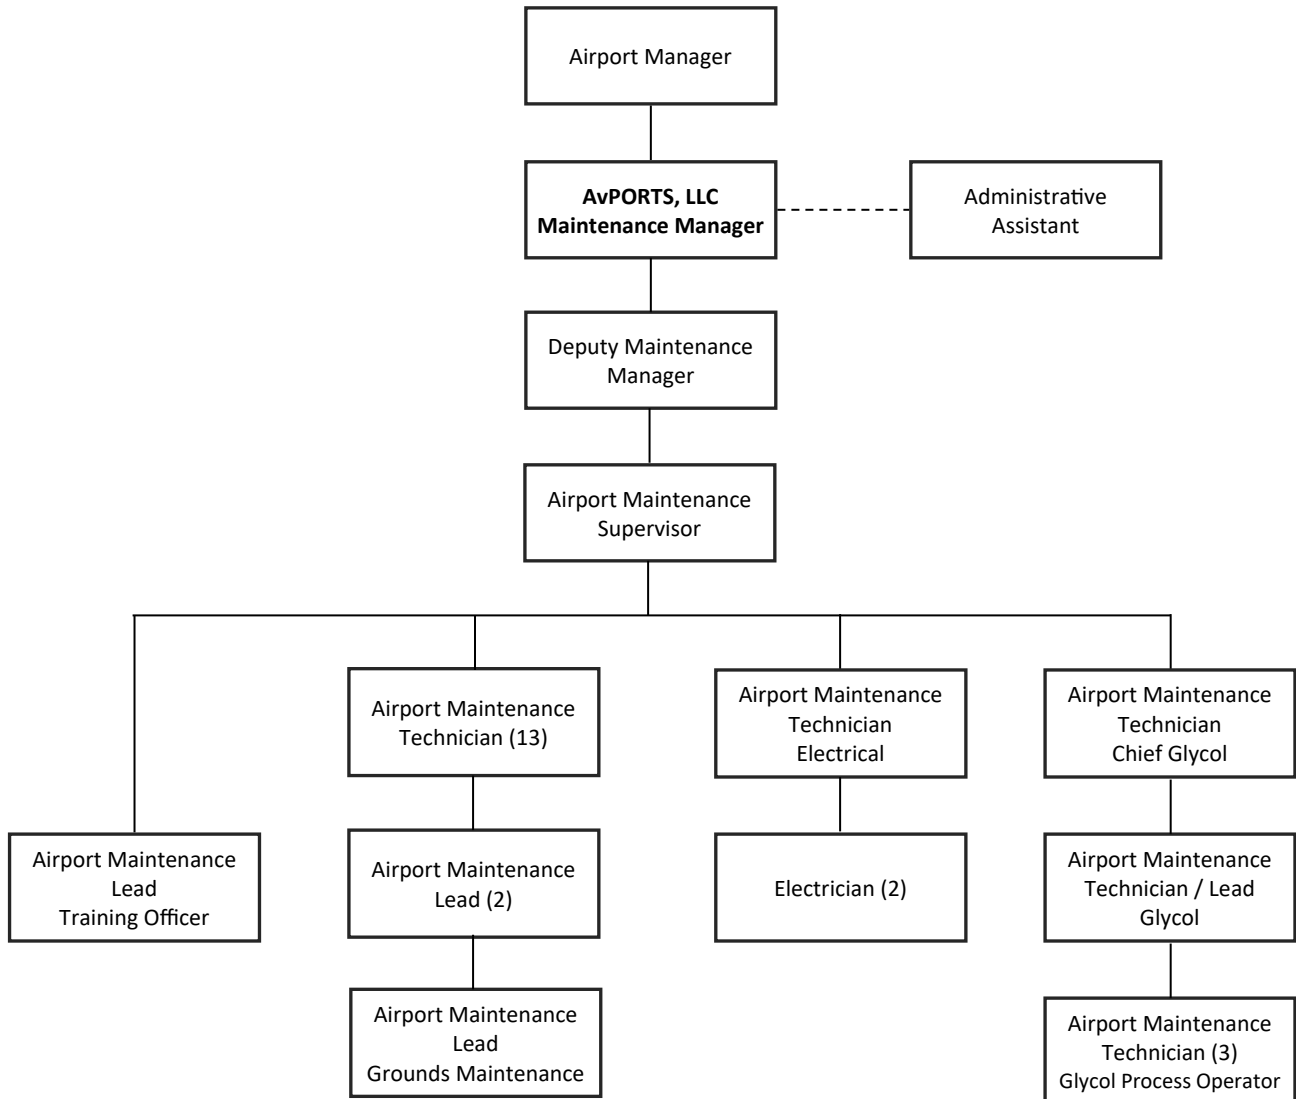 Airport Manager
AvPORTS, LLC
Maintenance Manager
Administrative
Assistant
Deputy Maintenance
Manager
Airport Maintenance
Supervisor
Airport Maintenance
Technician (13)
Airport Maintenance
Technician
Electrical
Airport Maintenance
Technician
Chief Glycol
Airport Maintenance
Lead
Training Officer
Airport Maintenance
Lead (2)
Electrician (2)
Airport Maintenance
Technician / Lead
Glycol
Airport Maintenance
Lead
Grounds Maintenance
Airport Maintenance
Technician (3)
Glycol Process Operator